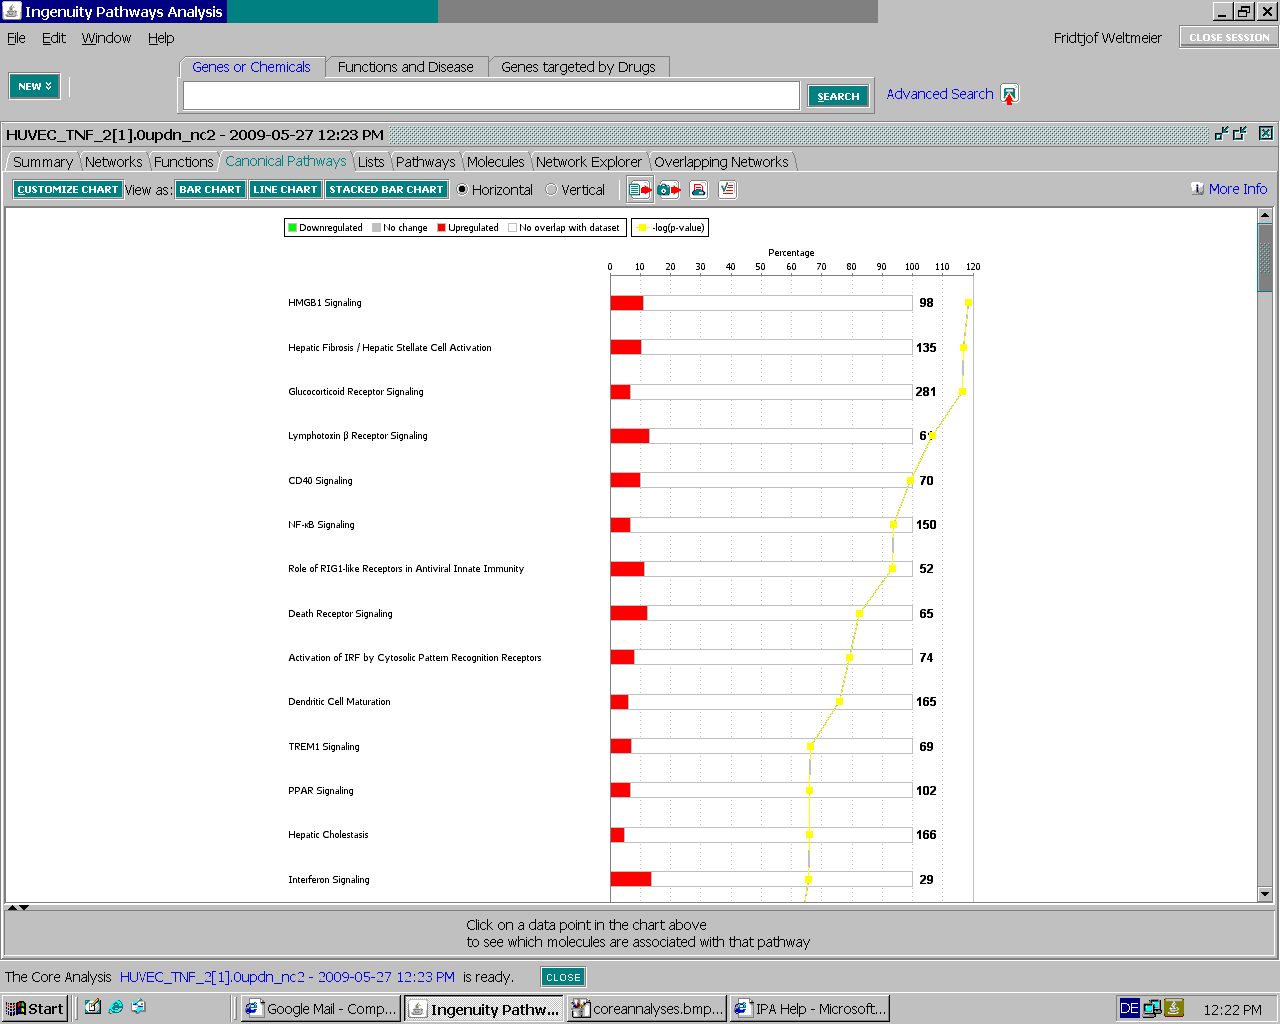 Ingenuity Pathways Analysis
File Edit Window Help
Fridtjof Weltmeier CLOSE SESSION
Genes or Chemicals Functions and Disease Genes targeted by Drugs
NEW
SEARCH Advanced Search
HUVEC_TNF_2[1].0updn_nc2 - 2009-05-27 12:23 PM
Summary Networks Functions Canonical Pathways Lists Pathways Molecules Network Explorer Overlapping Networks
CUSTOMIZE CHART View as: BAR CHART LINE CHART STACKED BAR CHART Horizontal Vertical More Info
Downregulated No change Upregulated No overlap with dataset -log(p-value)
Percentage
0 10 20 30 40 50 60 70 80 90 100 110 120
HMGB1 Signaling 98
Hepatic Fibrosis / Hepatic Stellate Cell Activation 135
Glucocorticoid Receptor Signaling 281
Lymphotoxin β Receptor Signaling 61
CD40 Signaling 70
NF-κB Signaling 150
Role of RIG1-like Receptors in Antiviral Innate Immunity 52
Death Receptor Signaling 65
Activation of IRF by Cytosolic Pattern Recognition Receptors 74
Dendritic Cell Maturation 165
TREM1 Signaling 69
PPAR Signaling 102
Hepatic Cholestasis 166
Interferon Signaling 29
Click on a data point in the chart above
to see which molecules are associated with that pathway
The Core Analysis HUVEC_TNF_2[1].0updn_nc2 - 2009-05-27 12:23 PM is ready. CLOSE
Start Google Mail - Comp... Ingenuity Pathw... coreanalyses.bmp... IPA Help - Microsoft... DE 12:22 PM